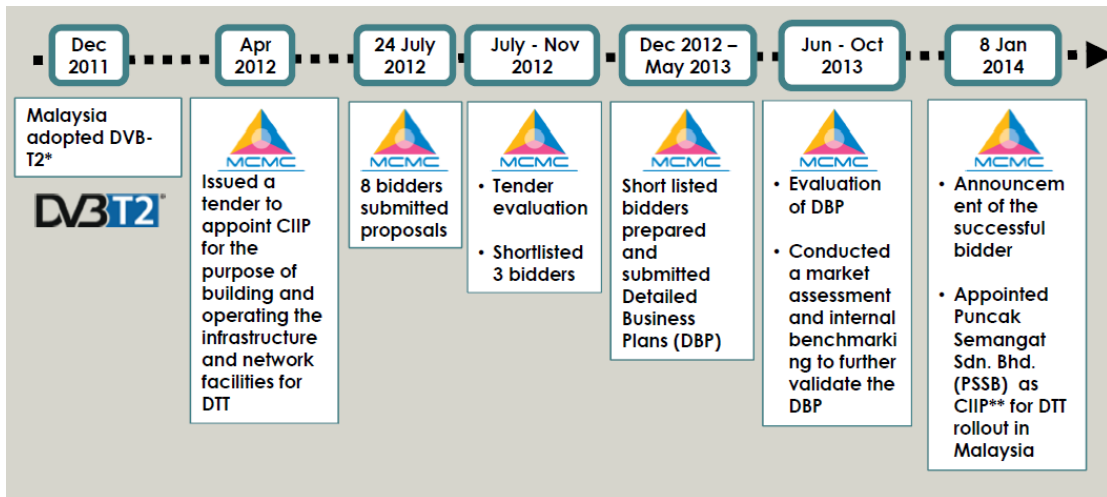 Dec
2011
Apr
2012
24 July
2012
July - Nov
2012
Dec 2012 –
May 2013
Jun - Oct
2013
8 Jan
2014
Malaysia
adopted DVB-
T2*
DVB T2
MCMC
Issued a
tender to
appoint CIIP
for the
purpose of
building and
operating the
infrastructure
and network
facilities for
DTT
MCMC
8 bidders
submitted
proposals
MCMC
• Tender
evaluation
• Shortlisted
3 bidders
MCMC
Short listed
bidders
prepared
and
submitted
Detailed
Business
Plans (DBP)
MCMC
• Evaluation
of DBP
• Conducted
a market
assessment
and internal
benchmarki
ng to further
validate the
DBP
MCMC
• Announcem
ent of the
successful
bidder
• Appointed
Puncak
Semangat
Sdn. Bhd.
(PSSB) as
CIIP** for DTT
rollout in
Malaysia